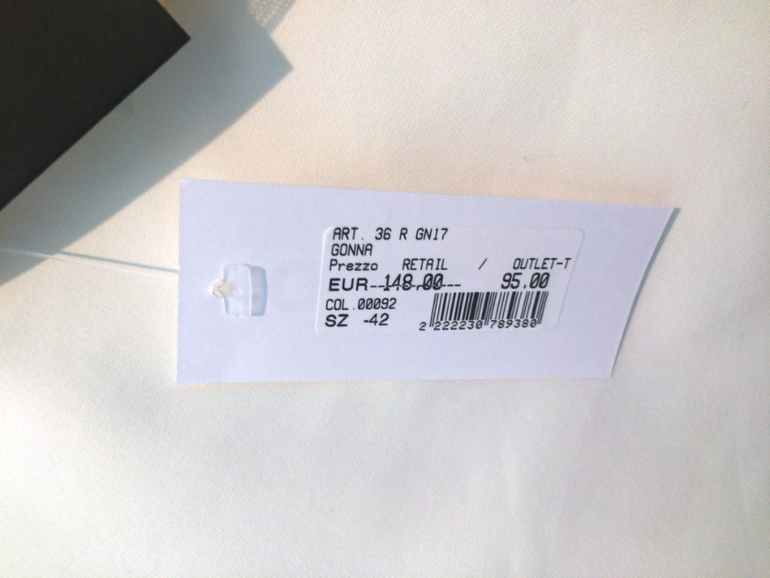 ART. 36 R GN17
GONNA
Prezzo RETAIL / OUTLET-T
EUR--148,00--- 95.00
COL.00092
SZ -42
2 222230 789380